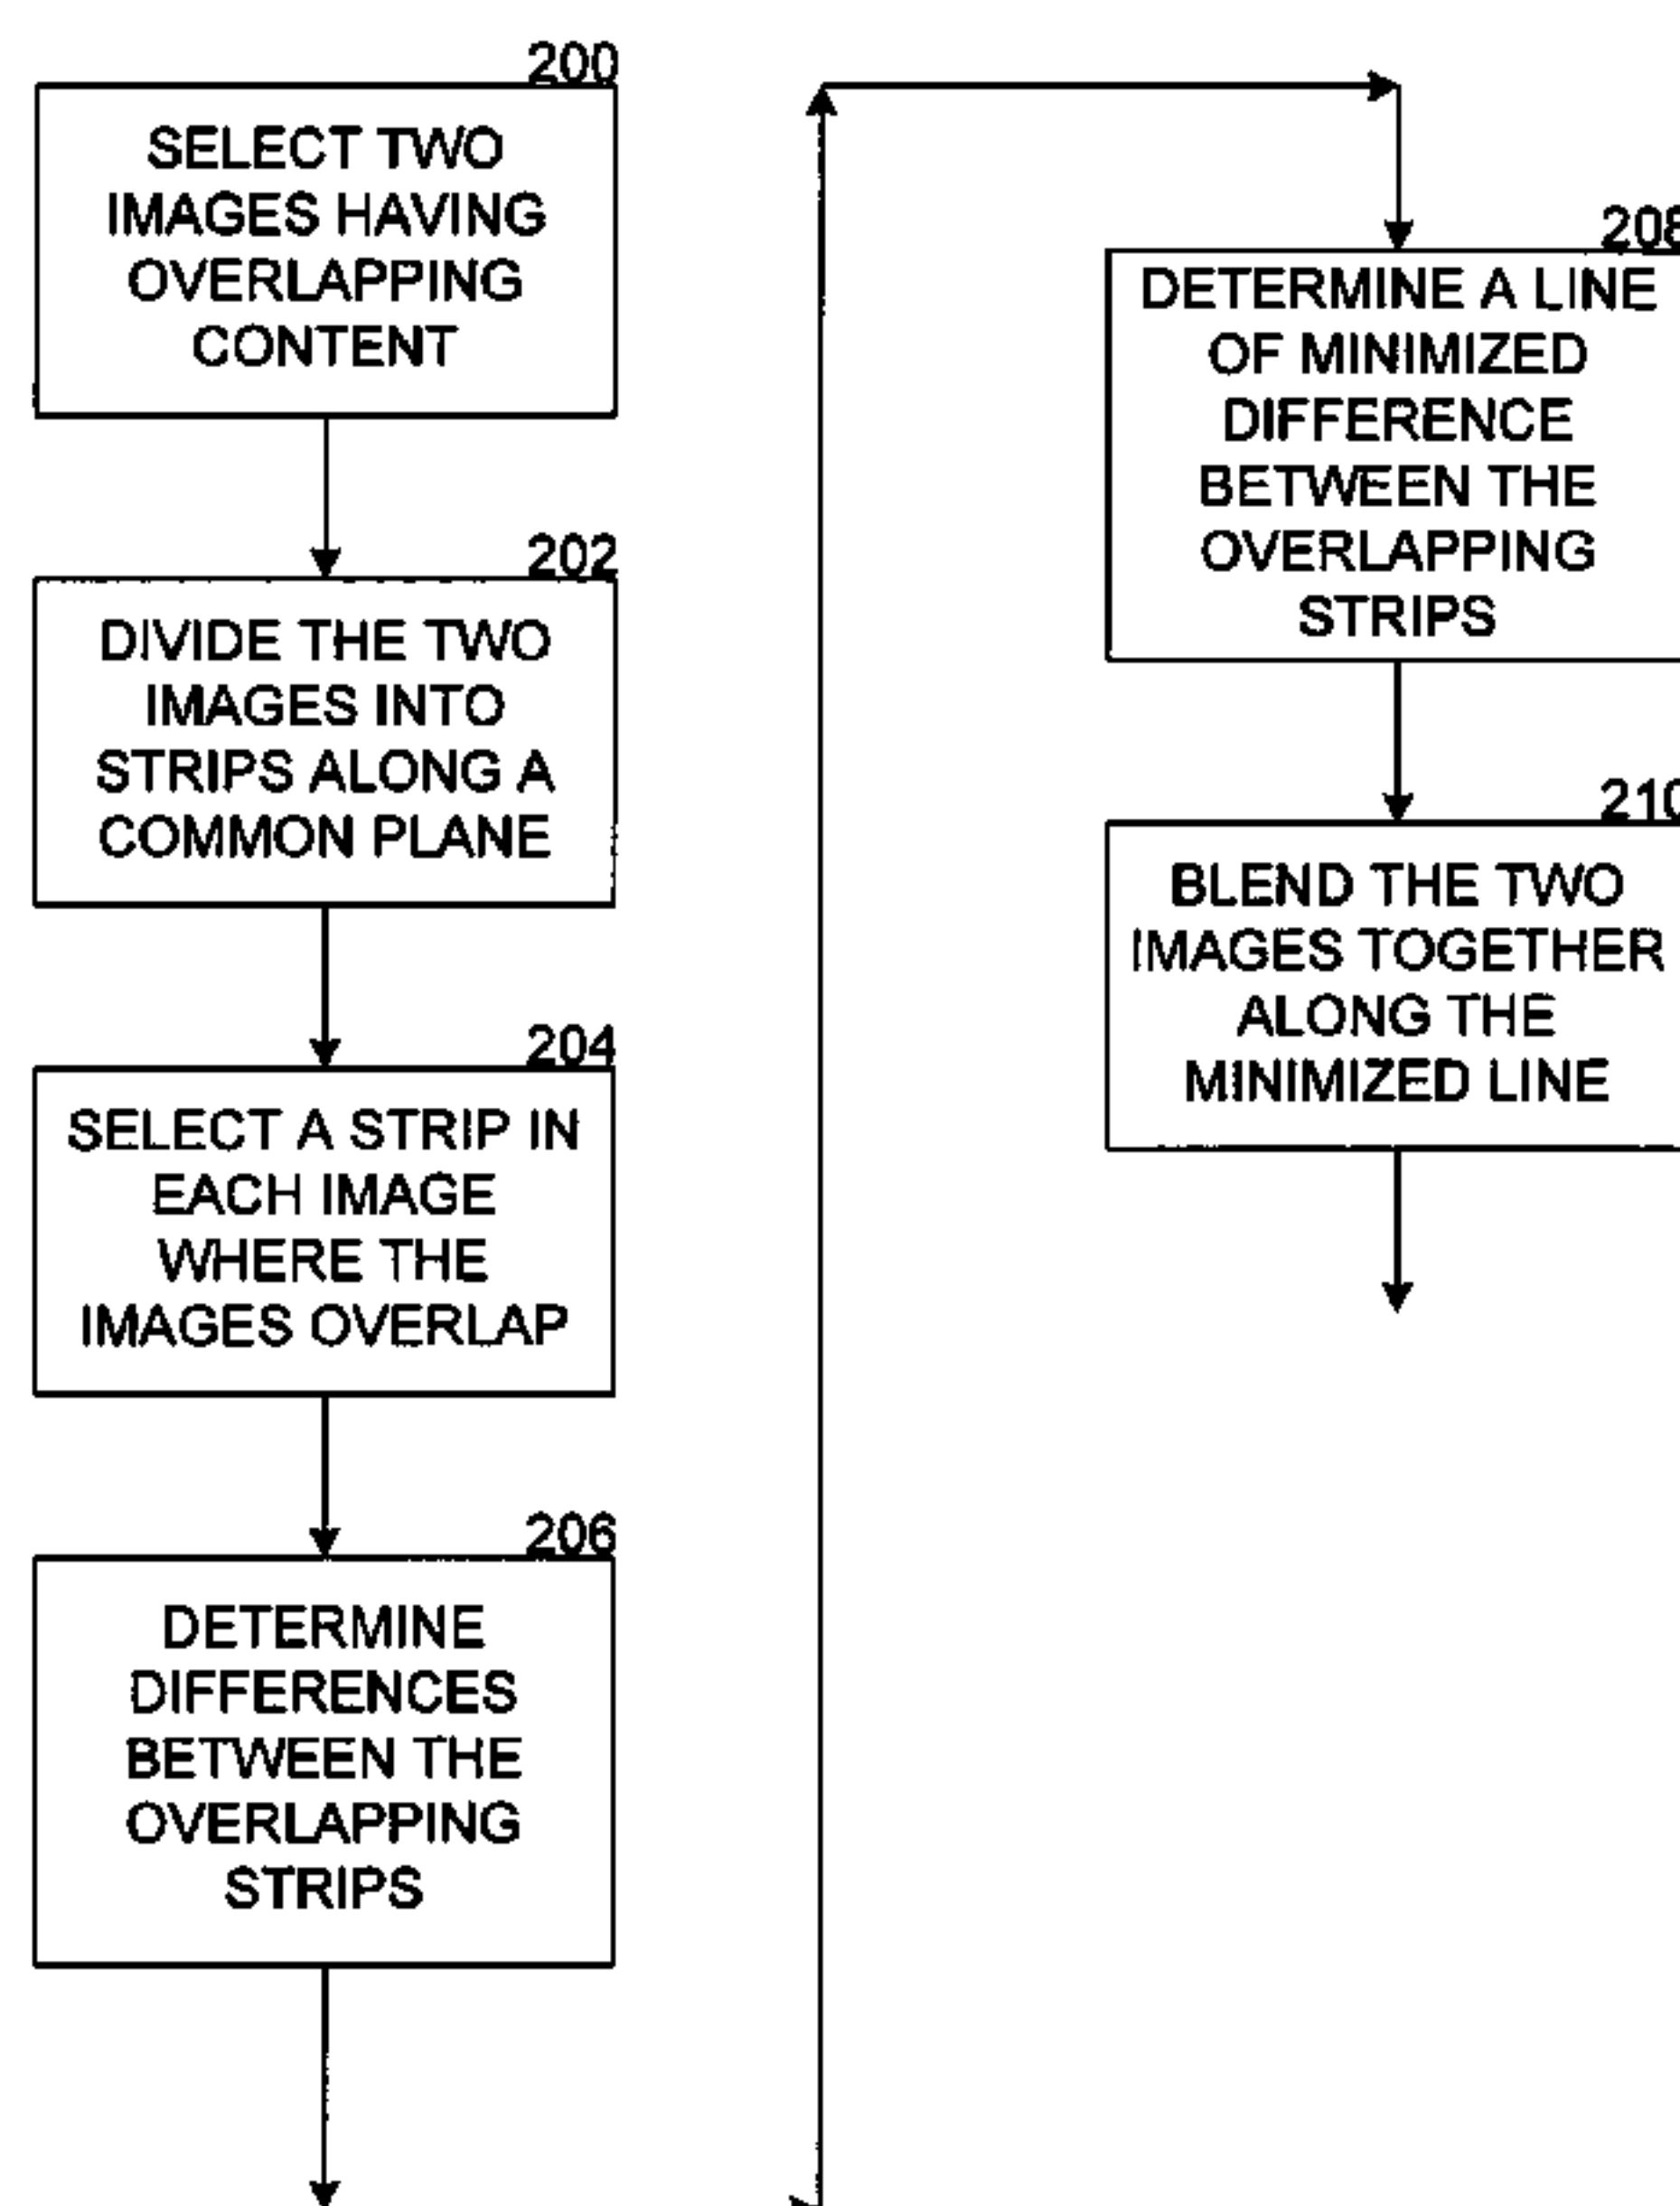 200
SELECT TWO
IMAGES HAVING
OVERLAPPING
CONTENT
202
DIVIDE THE TWO
IMAGES INTO
STRIPS ALONG A
COMMON PLANE
204
SELECT A STRIP IN
EACH IMAGE
WHERE THE
IMAGES OVERLAP
206
DETERMINE
DIFFERENCES
BETWEEN THE
OVERLAPPING
STRIPS
208
DETERMINE A LINE
OF MINIMIZED
DIFFERENCE
BETWEEN THE
OVERLAPPING
STRIPS
210
BLEND THE TWO
IMAGES TOGETHER
ALONG THE
MINIMIZED LINE